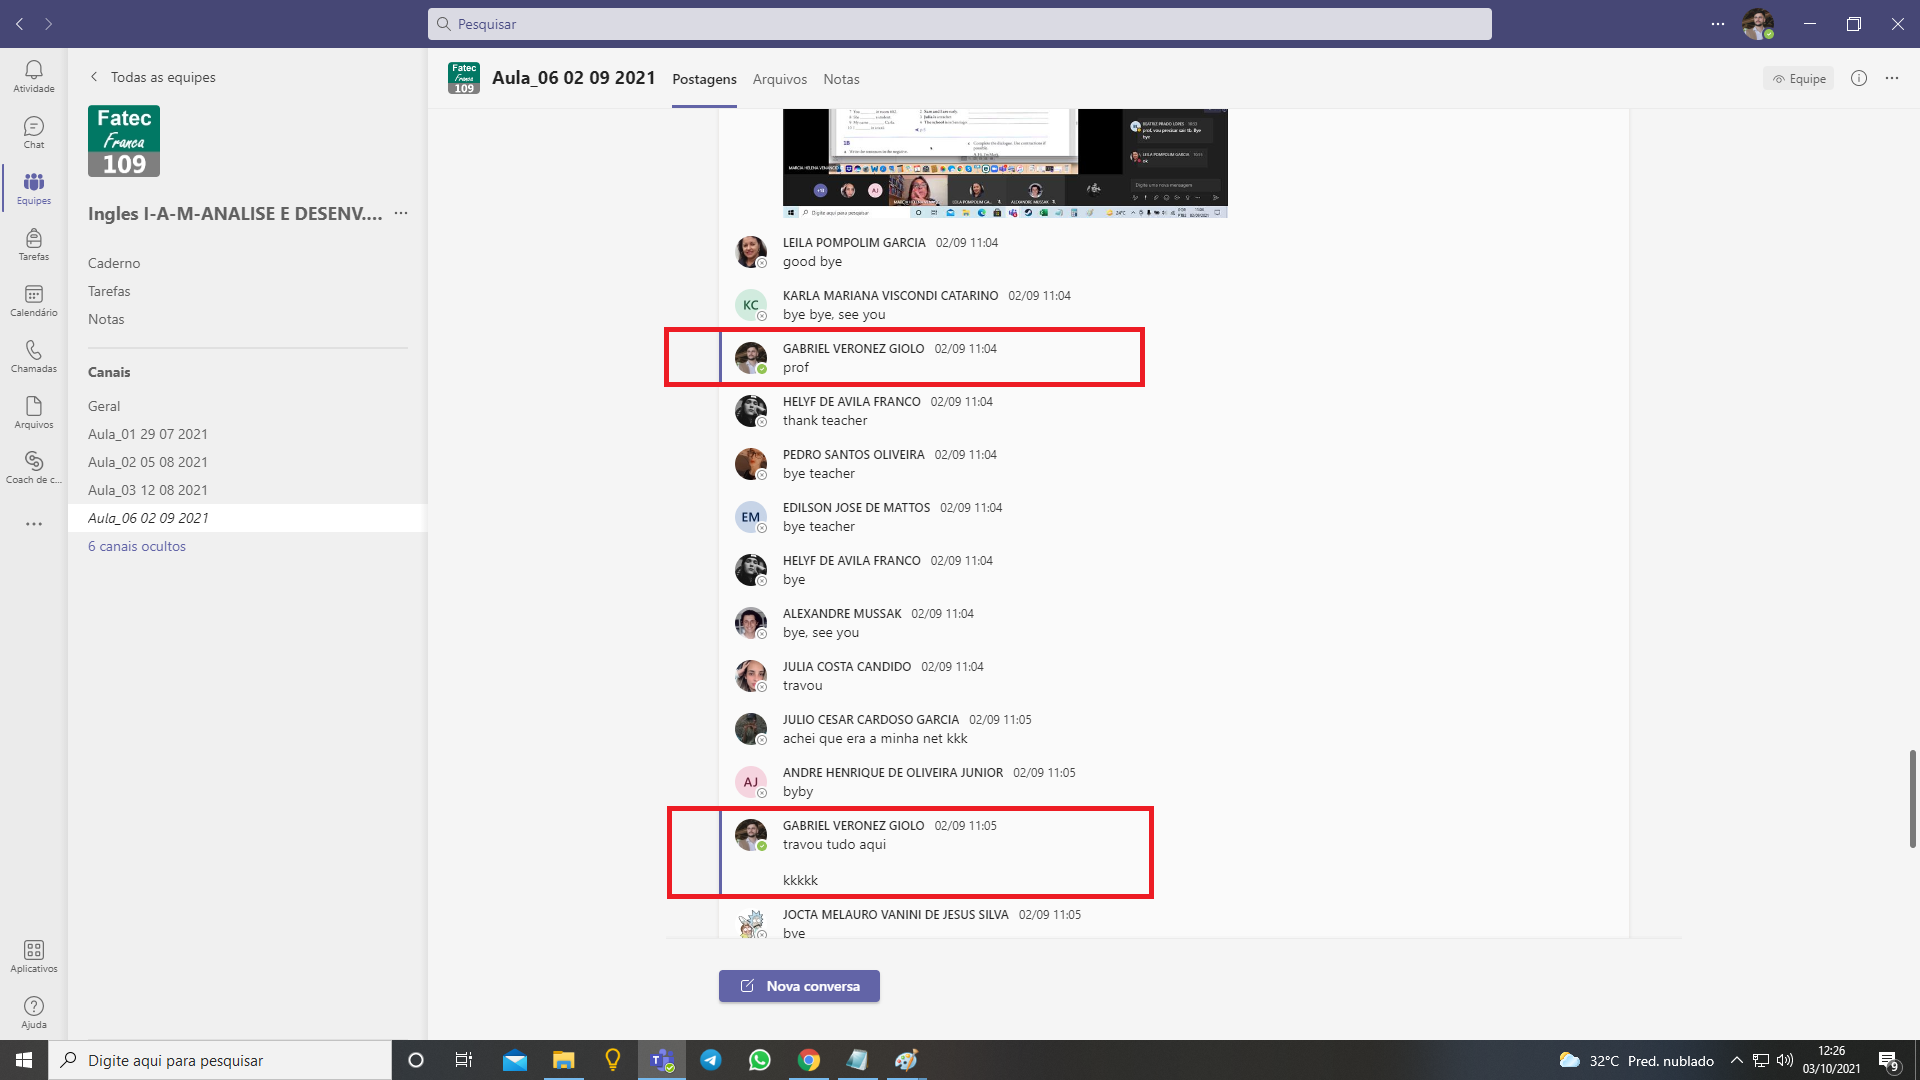 Pesquisar
Atividade
Chat
Equipes
Tarefas
Calendário
Chamadas
Arquivos
Coach de c...
Aplicativos
Ajuda
Todas as equipes
Fatec
Franca
109
Ingles I-A-M-ANALISE E DESENV....
Caderno
Tarefas
Notas
Canais
Geral
Aula_01 29 07 2021
Aula_02 05 08 2021
Aula_03 12 08 2021
Aula_06 02 09 2021
6 canais ocultos
Fatec
Franca
109
Aula_06 02 09 2021
Postagens
Arquivos
Notas
Equipe
LEILA POMPOLIM GARCIA 02/09 11:04
good bye
KC
KARLA MARIANA VISCONDI CATARINO 02/09 11:04
bye bye, see you
GABRIEL VERONEZ GIOLO 02/09 11:04
prof
HELYF DE AVILA FRANCO 02/09 11:04
thank teacher
PEDRO SANTOS OLIVEIRA 02/09 11:04
bye teacher
EM
EDILSON JOSE DE MATTOS 02/09 11:04
bye teacher
HELYF DE AVILA FRANCO 02/09 11:04
bye
ALEXANDRE MUSSAK 02/09 11:04
bye, see you
JULIA COSTA CANDIDO 02/09 11:04
travou
JULIO CESAR CARDOSO GARCIA 02/09 11:05
achei que era a minha net kkk
AJ
ANDRE HENRIQUE DE OLIVEIRA JUNIOR 02/09 11:05
byby
GABRIEL VERONEZ GIOLO 02/09 11:05
travou tudo aqui
kkkkk
JOCTA MELAURO VANINI DE JESUS SILVA 02/09 11:05
bye
Nova conversa
Digite aqui para pesquisar
32°C Pred. nublado
12:26
03/10/2021
9